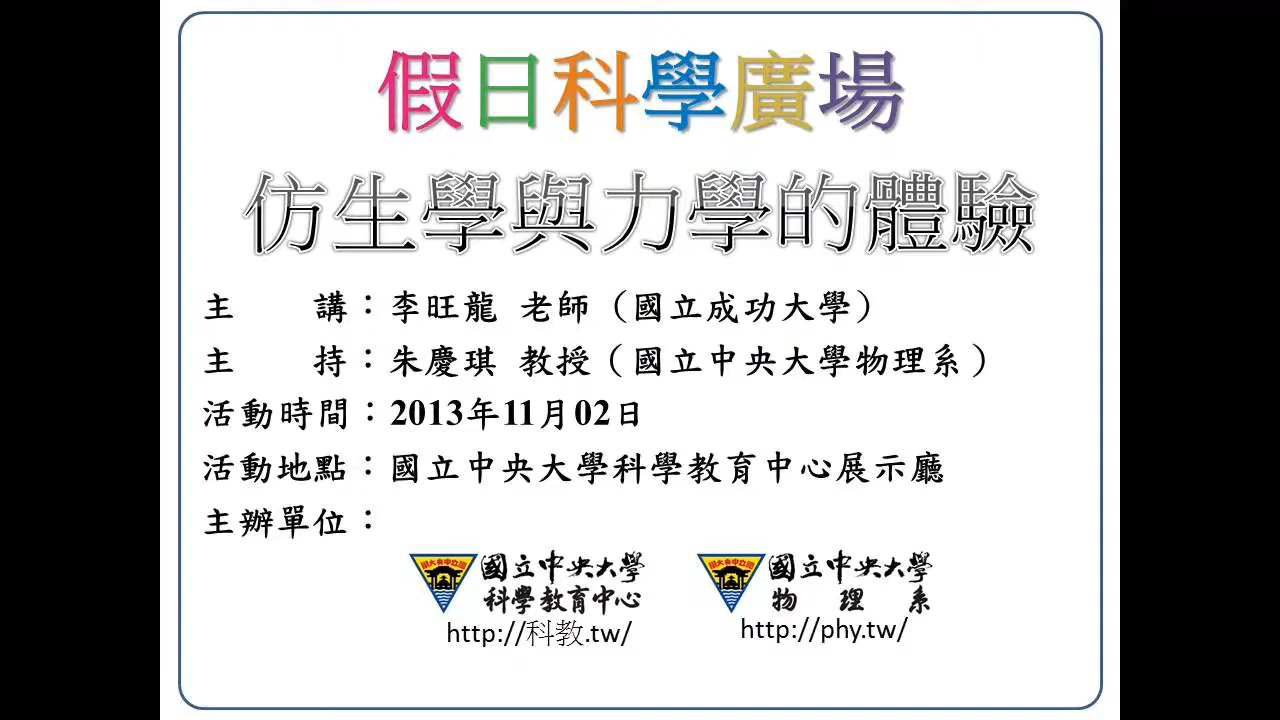 假日科學廣場
仿生學與力學的體驗
主　　講：李旺龍 老師（國立成功大學）
主　　持：朱慶琪 教授（國立中央大學物理系）
活動時間：2013年11月02日
活動地點：國立中央大學科學教育中心展示廳
主辦單位：
國立中央大學
科學教育中心
http://科教.tw/
國立中央大學
物理系
http://phy.tw/